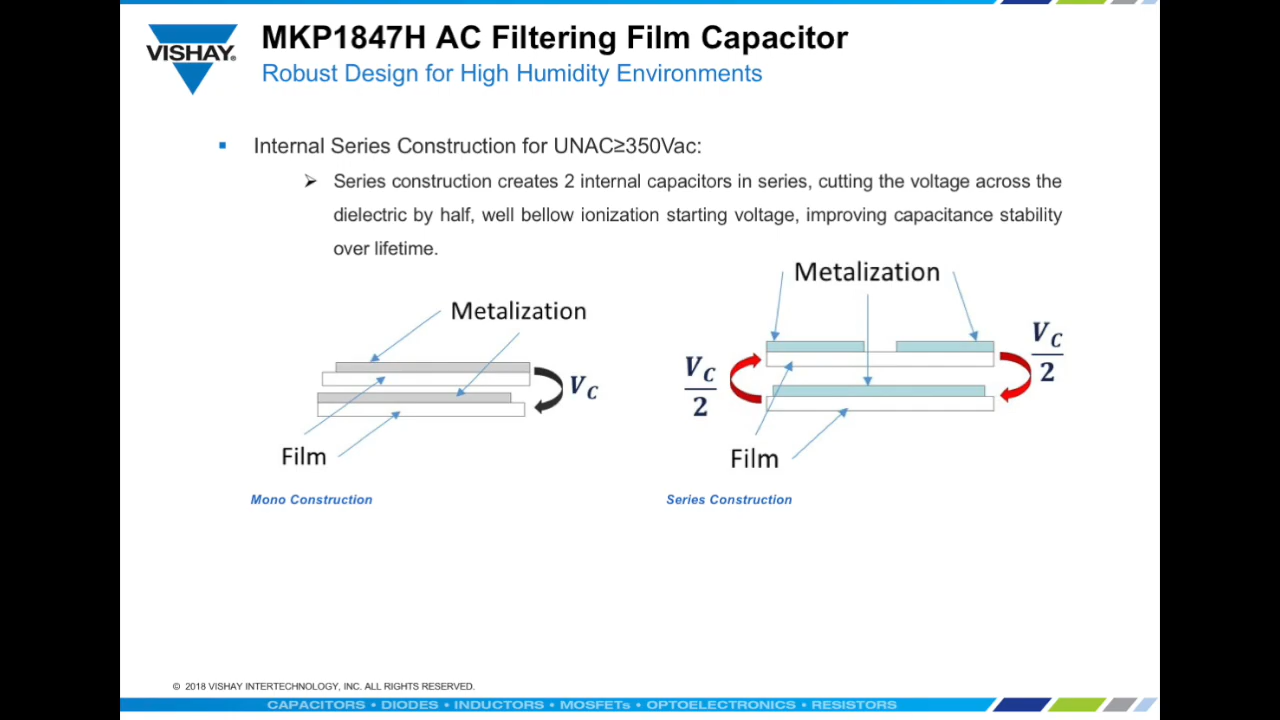 VISHAY®
MKP1847H AC Filtering Film Capacitor
Robust Design for High Humidity Environments
▪ Internal Series Construction for UNAC≥350Vac:
➢ Series construction creates 2 internal capacitors in series, cutting the voltage across the
dielectric by half, well bellow ionization starting voltage, improving capacitance stability
over lifetime.
Metalization
V_C
Film
Mono Construction
Metalization
V_C/2
V_C/2
Film
Series Construction
© 2018 VISHAY INTERTECHNOLOGY, INC. ALL RIGHTS RESERVED.
CAPACITORS • DIODES • INDUCTORS • MOSFETs • OPTOELECTRONICS • RESISTORS